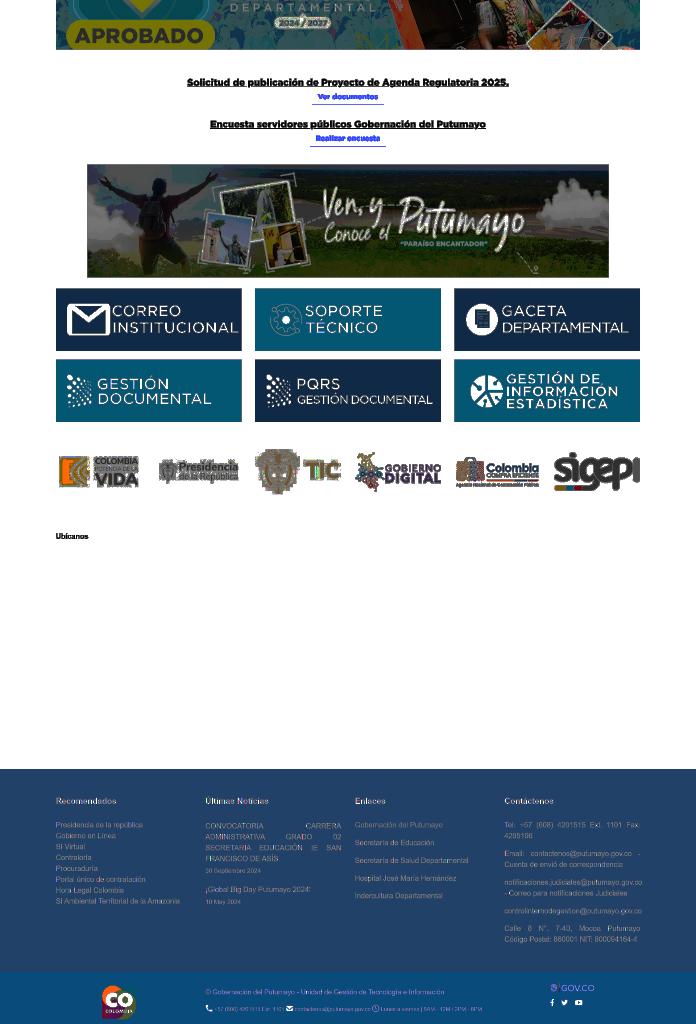 DEPARTAMENTAL
2024 / 2027
APROBADO
Solicitud de publicación de Proyecto de Agenda Regulatoria 2025.
Ver documentos
Encuesta servidores públicos Gobernación del Putumayo
Realizar encuesta
Ven, y
Conoce el Putumayo
"PARAÍSO ENCANTADOR"
CORREO
INSTITUCIONAL
SOPORTE
TÉCNICO
GACETA
DEPARTAMENTAL
GESTIÓN
DOCUMENTAL
PQRS
GESTIÓN DOCUMENTAL
GESTIÓN DE
INFORMACIÓN
ESTADÍSTICA
COLOMBIA
POTENCIA DE LA
VIDA
Presidencia
de la República
TIC
GOBIERNO
DIGITAL
Colombia
COMPRA EFICIENTE
Agencia Nacional de Contratación Pública
sigep
Ubícanos
Recomendados
Presidencia de la república
Gobierno en Línea
SI Virtual
Contraloría
Procuraduría
Portal único de contratación
Hora Legal Colombia
SI Ambiental Territorial de la Amazonia
Últimas Noticias
CONVOCATORIA CARRERA
ADMINISTRATIVA GRADO 02
SECRETARIA EDUCACIÓN IE SAN
FRANCISCO DE ASÍS
30 Septiembre 2024
¡Global Big Day Putumayo 2024!
10 May 2024
Enlaces
Gobernación del Putumayo
Secretaría de Educación
Secretaría de Salud Departamental
Hospital José María Hernández
Indercultura Departamental
Contáctenos
Tel: +57 (608) 4201515 Ext. 1101 Fax:
4295196
Email: contactenos@putumayo.gov.co -
Cuenta de envió de correspondencia
notificaciones.judiciales@putumayo.gov.co
- Correo para notificaciones Judiciales
controlinternodegestion@putumayo.gov.co
Calle 8 N°. 7-40, Mocoa Putumayo
Código Postal: 860001 NIT: 800094164-4
CO
COLOMBIA
© Gobernación del Putumayo - Unidad de Gestión de Tecnología e Información
+57 (608) 4201515 Ext. 1101 contactenos@putumayo.gov.co Lunes a viernes | 8AM - 12M / 2PM - 6PM
GOV.CO